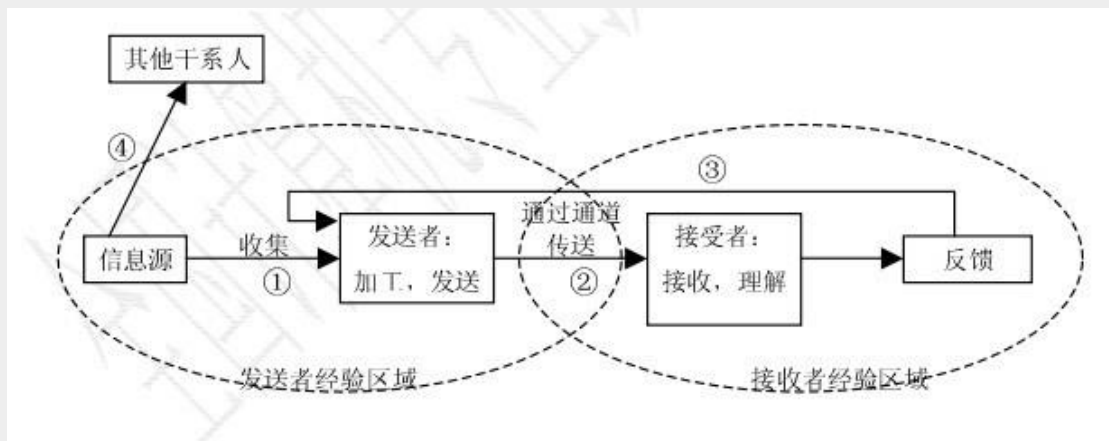 其他干系人
④
③
通过通道
发送者：
接受者：
收集
传送
信息源
反馈
①
加工，发送
②
接收，理解
发送者经验区域
接收者经验区域